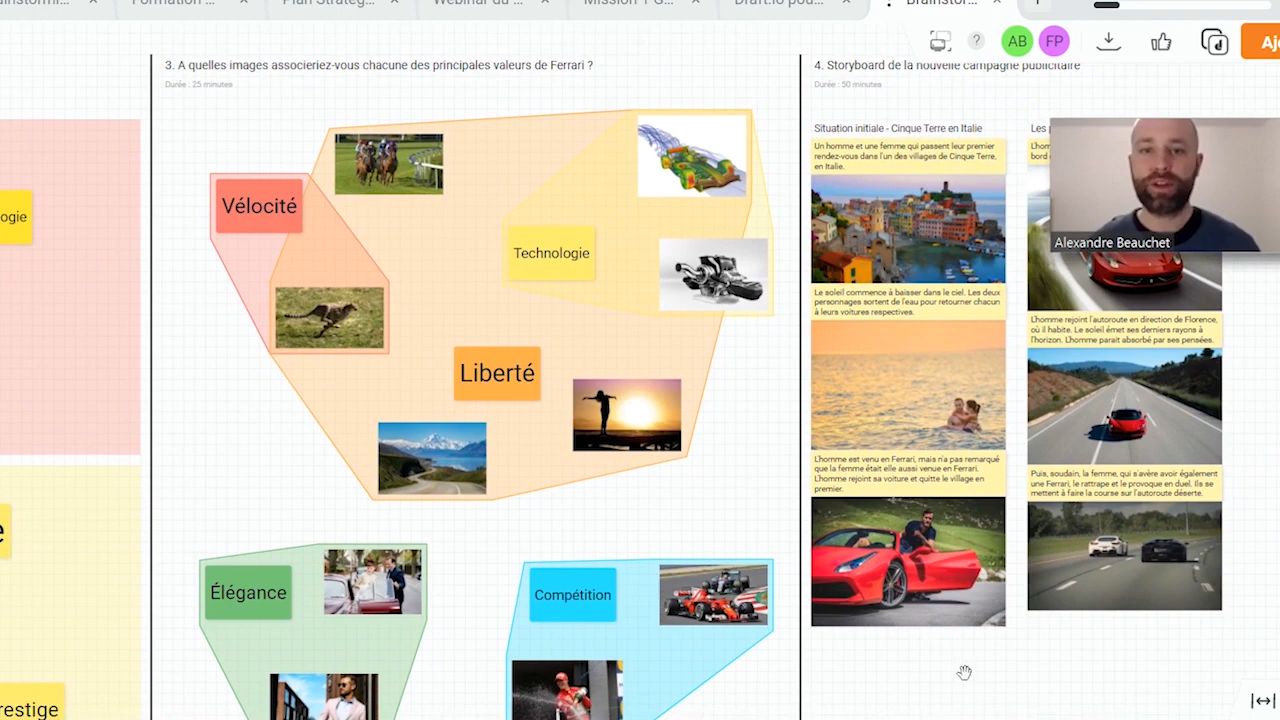 Formation
Webinar du ...
Mission 1 G...
Draft.io pou...
Brainstor...
?
AB
FP
3. A quelles images associeriez-vous chacune des principales valeurs de Ferrari ?
Durée : 25 minutes
Vélocité
Technologie
Liberté
Élégance
Compétition
ogie
e
restige
4. Storyboard de la nouvelle campagne publicitaire
Durée : 50 minutes
Situation initiale - Cinque Terre en Italie
Un homme et une femme qui passent leur premier
rendez-vous dans l'un des villages de Cinque Terre,
en Italie.
Le soleil commence à baisser dans le ciel. Les deux
personnages sortent de l'eau pour retourner chacun
à leurs voitures respectives.
L'homme est venu en Ferrari, mais n'a pas remarqué
que la femme était elle aussi venue en Ferrari.
L'homme rejoint sa voiture et quitte le village en
premier.
Les
L'hom
bord
Alexandre Beauchet
L'homme rejoint l'autoroute en direction de Florence,
où il habite. Le soleil émet ses derniers rayons à
l'horizon. L'homme parait absorbé par ses pensées.
Puis, soudain, la femme, qui s'avère avoir également
une Ferrari, le rattrape et le provoque en duel. Ils se
mettent à faire la course sur l'autoroute déserte.